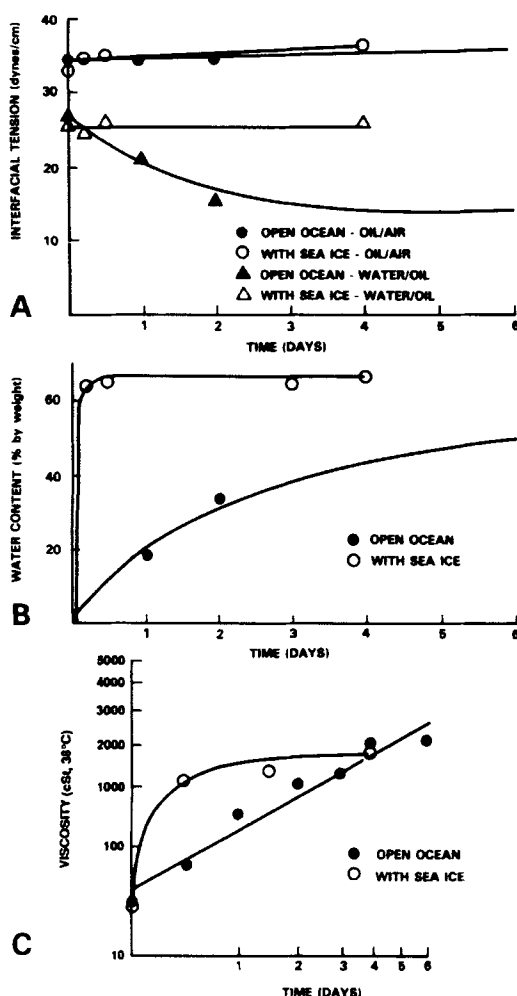 40
30
20
10
INTERFACIAL TENSION (dynes/cm)
● OPEN OCEAN - OIL/AIR
○ WITH SEA ICE - OIL/AIR
▲ OPEN OCEAN - WATER/OIL
△ WITH SEA ICE - WATER/OIL
1 2 3 4 5 6
TIME (DAYS)
A
60
40
20
WATER CONTENT (% by weight)
● OPEN OCEAN
○ WITH SEA ICE
1 2 3 4 5 6
TIME (DAYS)
B
5000
3000
2000
1000
100
10
VISCOSITY (cSt, 38°C)
● OPEN OCEAN
○ WITH SEA ICE
1 2 3 4 5 6
TIME (DAYS)
C